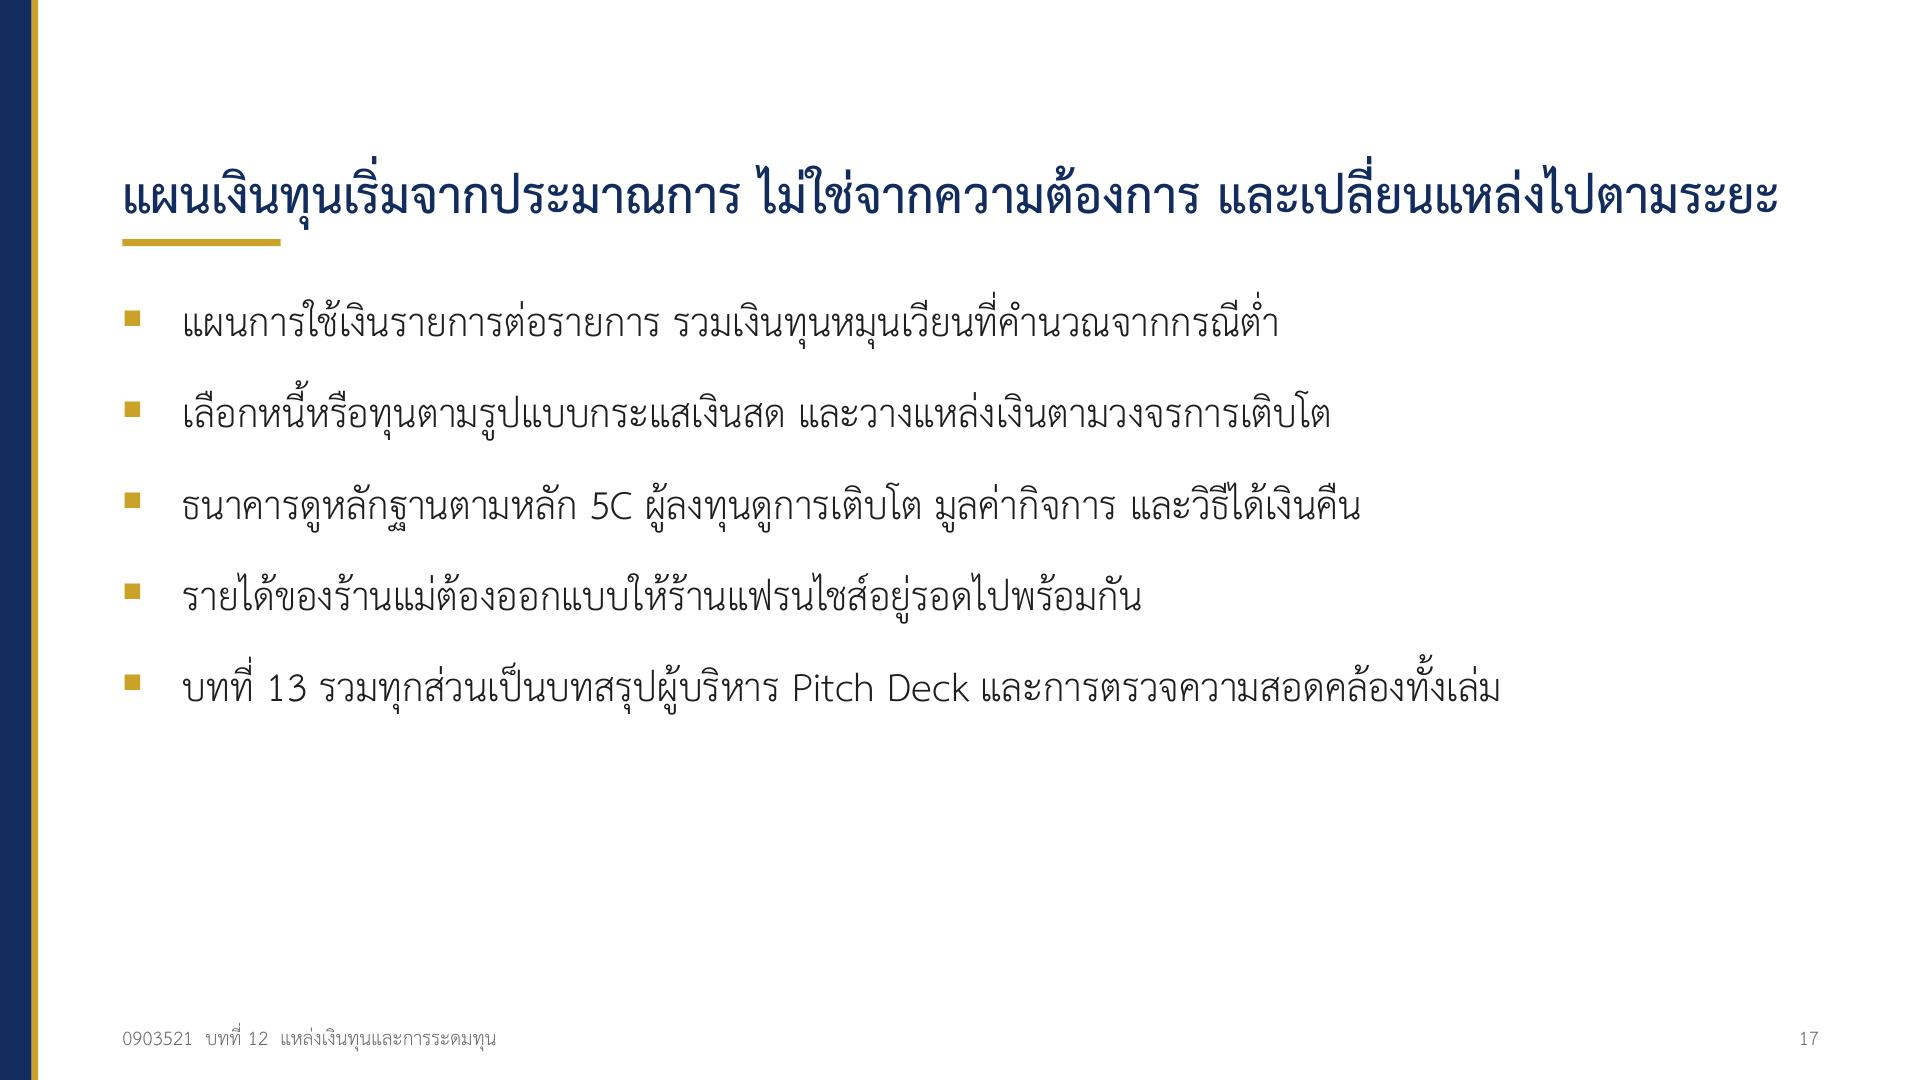 แผนเงินทุนเริ่มจากประมาณการ ไม่ใช่จากความต้องการ และเปลี่ยนแหล่งไปตามระยะ
▪ แผนการใช้เงินรายการต่อรายการ รวมเงินทุนหมุนเวียนที่คำนวณจากกรณีต่ำ
▪ เลือกหนี้หรือทุนตามรูปแบบกระแสเงินสด และวางแหล่งเงินตามวงจรการเติบโต
▪ ธนาคารดูหลักฐานตามหลัก 5C ผู้ลงทุนดูการเติบโต มูลค่ากิจการ และวิธีได้เงินคืน
▪ รายได้ของร้านแม่ต้องออกแบบให้ร้านแฟรนไชส์อยู่รอดไปพร้อมกัน
▪ บทที่ 13 รวมทุกส่วนเป็นบทสรุปผู้บริหาร Pitch Deck และการตรวจความสอดคล้องทั้งเล่ม
0903521 บทที่ 12 แหล่งเงินทุนและการระดมทุน
17